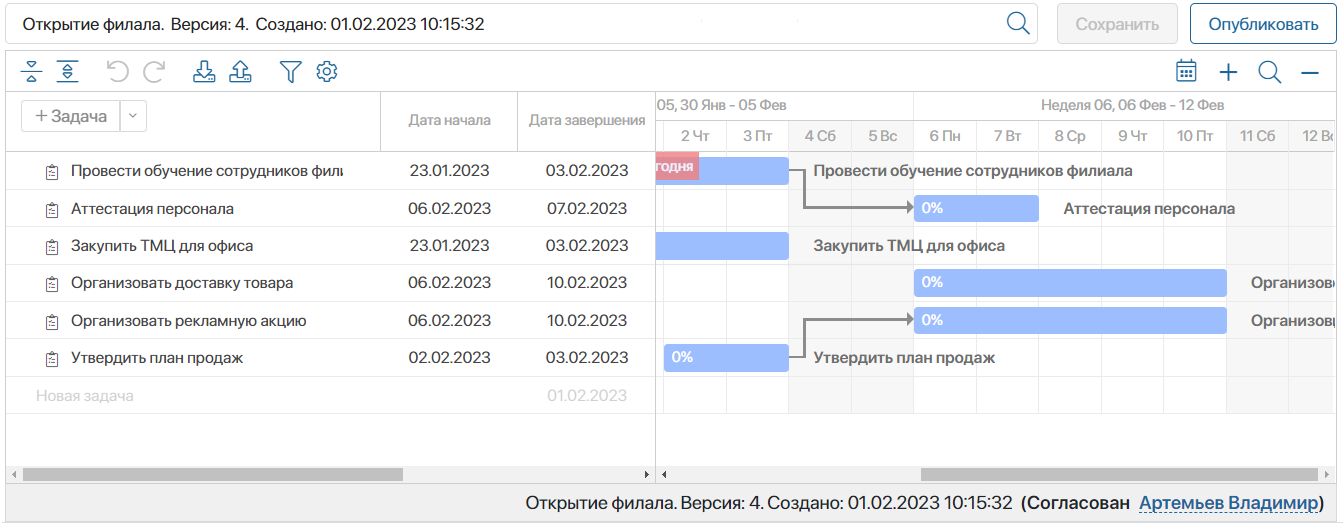 Открытие филала. Версия: 4. Создано: 01.02.2023 10:15:32
Сохранить
Опубликовать
+ Задача
Дата начала
Дата завершения
05, 30 Янв - 05 Фев
Неделя 06, 06 Фев - 12 Фев
2 Чт 3 Пт 4 Сб 5 Вс 6 Пн 7 Вт 8 Ср 9 Чт 10 Пт 11 Сб 12 Вс
Провести обучение сотрудников фили 23.01.2023 03.02.2023 годня Провести обучение сотрудников филиала
Аттестация персонала 06.02.2023 07.02.2023 0% Аттестация персонала
Закупить ТМЦ для офиса 23.01.2023 03.02.2023 Закупить ТМЦ для офиса
Организовать доставку товара 06.02.2023 10.02.2023 0% Организов
Организовать рекламную акцию 06.02.2023 10.02.2023 0% Организов
Утвердить план продаж 02.02.2023 03.02.2023 0% Утвердить план продаж
Новая задача 01.02.2023
Открытие филала. Версия: 4. Создано: 01.02.2023 10:15:32 (Согласован Артемьев Владимир)